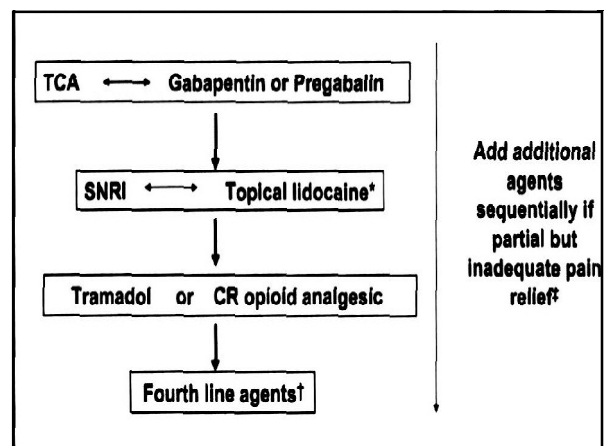 TCA ↔ Gabapentin or Pregabalin
SNRI ↔ Topical lidocaine*
Tramadol or CR opioid analgesic
Fourth line agents†
Add additional
agents
sequentially if
partial but
inadequate pain
relief‡